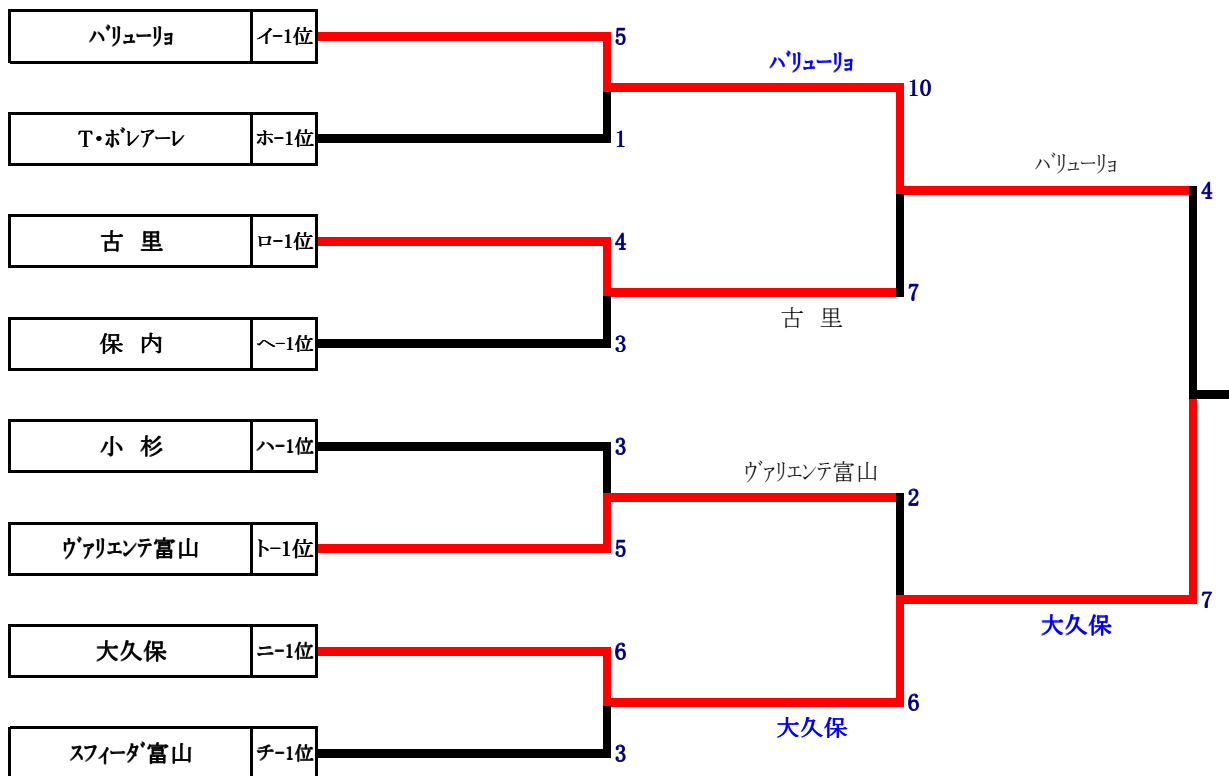 バリューリョ イ-1位 5
バリューリョ
10
T・ボレアーレ ホ-1位 1
バリューリョ
4
古 里 ロ-1位 4
7
古 里
保 内 ヘ-1位 3
小 杉 ハ-1位 3
ヴァリエンテ富山
2
ヴァリエンテ富山 ト-1位 5
7
大久保
大久保 ニ-1位 6
6
大久保
スフィーダ富山 チ-1位 3